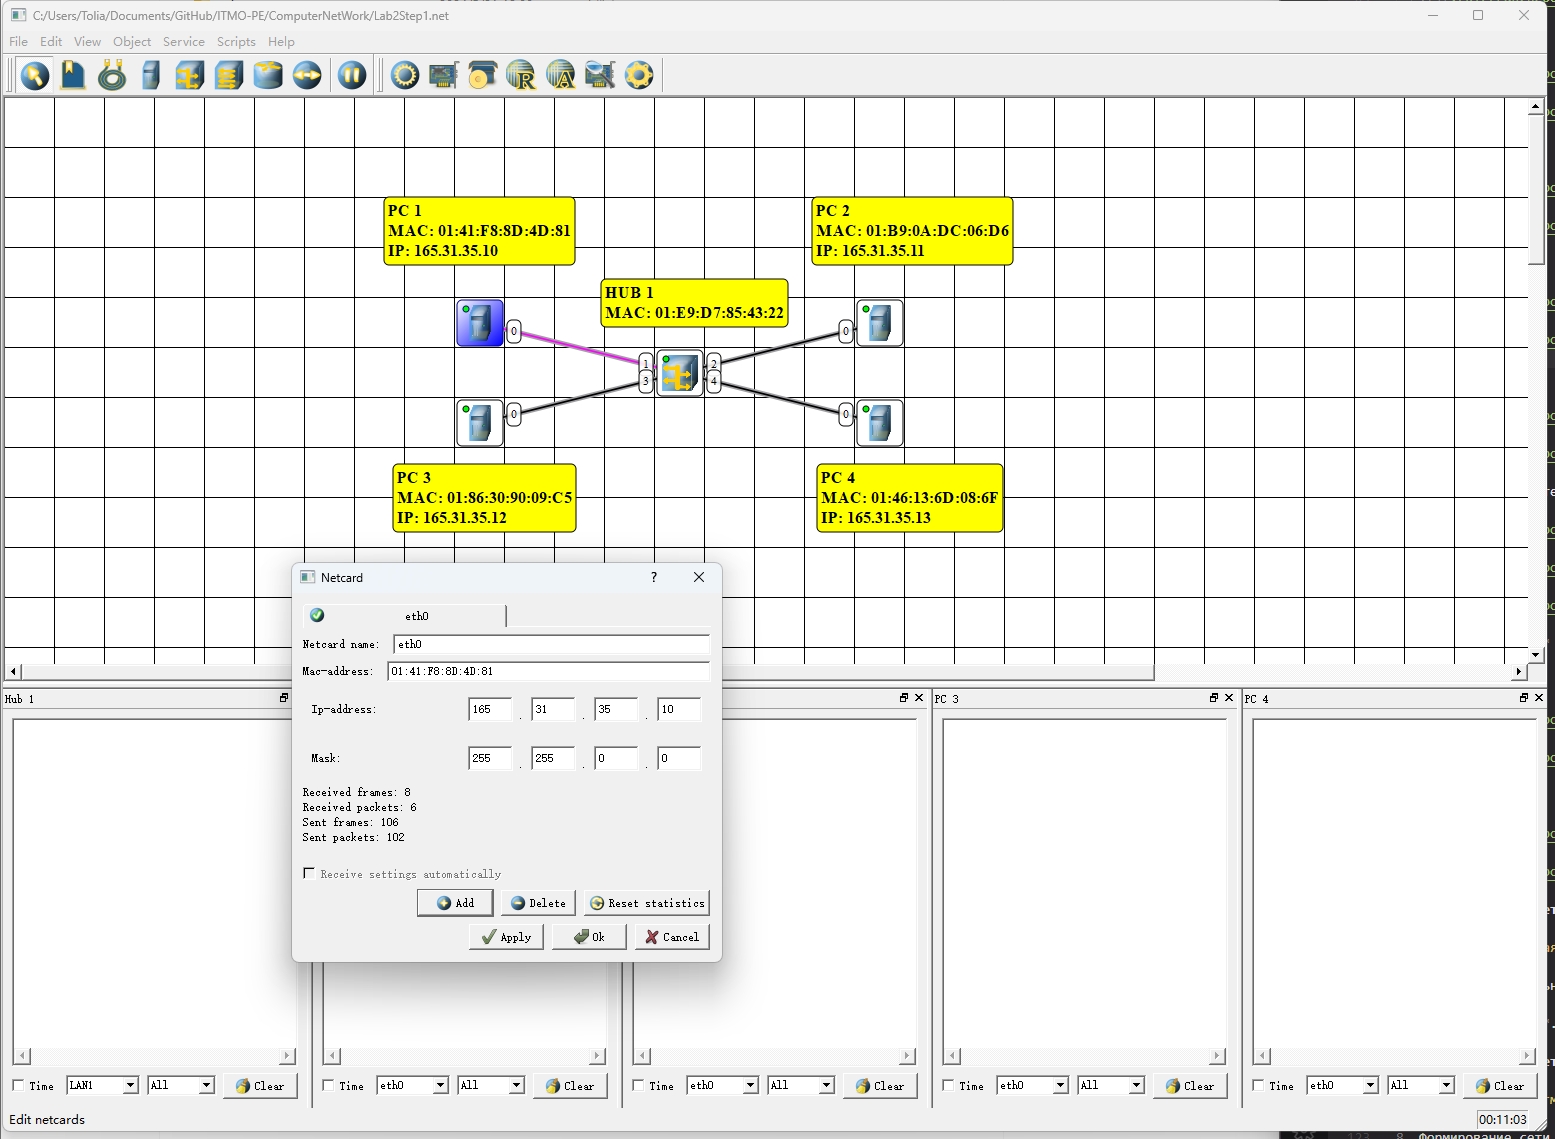 C:/Users/Tolia/Documents/GitHub/ITMO-PE/ComputerNetWork/Lab2Step1.net
File Edit View Object Service Scripts Help
PC 1
MAC: 01:41:F8:8D:4D:81
IP: 165.31.35.10
PC 2
MAC: 01:B9:0A:DC:06:D6
IP: 165.31.35.11
HUB 1
MAC: 01:E9:D7:85:43:22
0
0
1
2
3
4
0
0
PC 3
MAC: 01:86:30:90:09:C5
IP: 165.31.35.12
PC 4
MAC: 01:46:13:6D:08:6F
IP: 165.31.35.13
Netcard ?
eth0
Netcard name: eth0
Mac-address: 01:41:F8:8D:4D:81
Ip-address: 165 . 31 . 35 . 10
Mask: 255 . 255 . 0 . 0
Received frames: 8
Received packets: 6
Sent frames: 106
Sent packets: 102
Receive settings automatically
Add Delete Reset statistics
Apply Ok Cancel
Hub 1
PC 3
PC 4
Time LAN1 All Clear
Time eth0 All Clear
Time eth0 All Clear
Time eth0 All Clear
Time eth0 All Clear
Edit netcards
00:11:03
123 8 Формирование сети